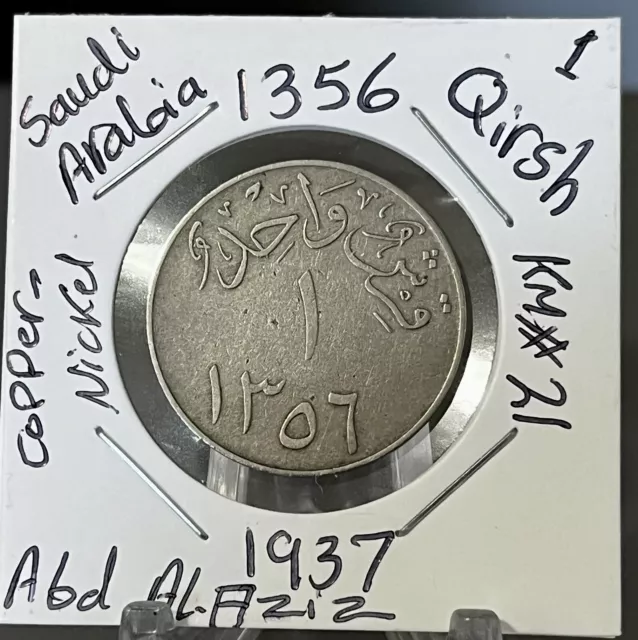 Saudi
Arabia
1356
1
Qirsh
KM# 21
copper-
Nickel
قرش واحد
١
١٣٥٦
1937
Abd AL.AZIZ